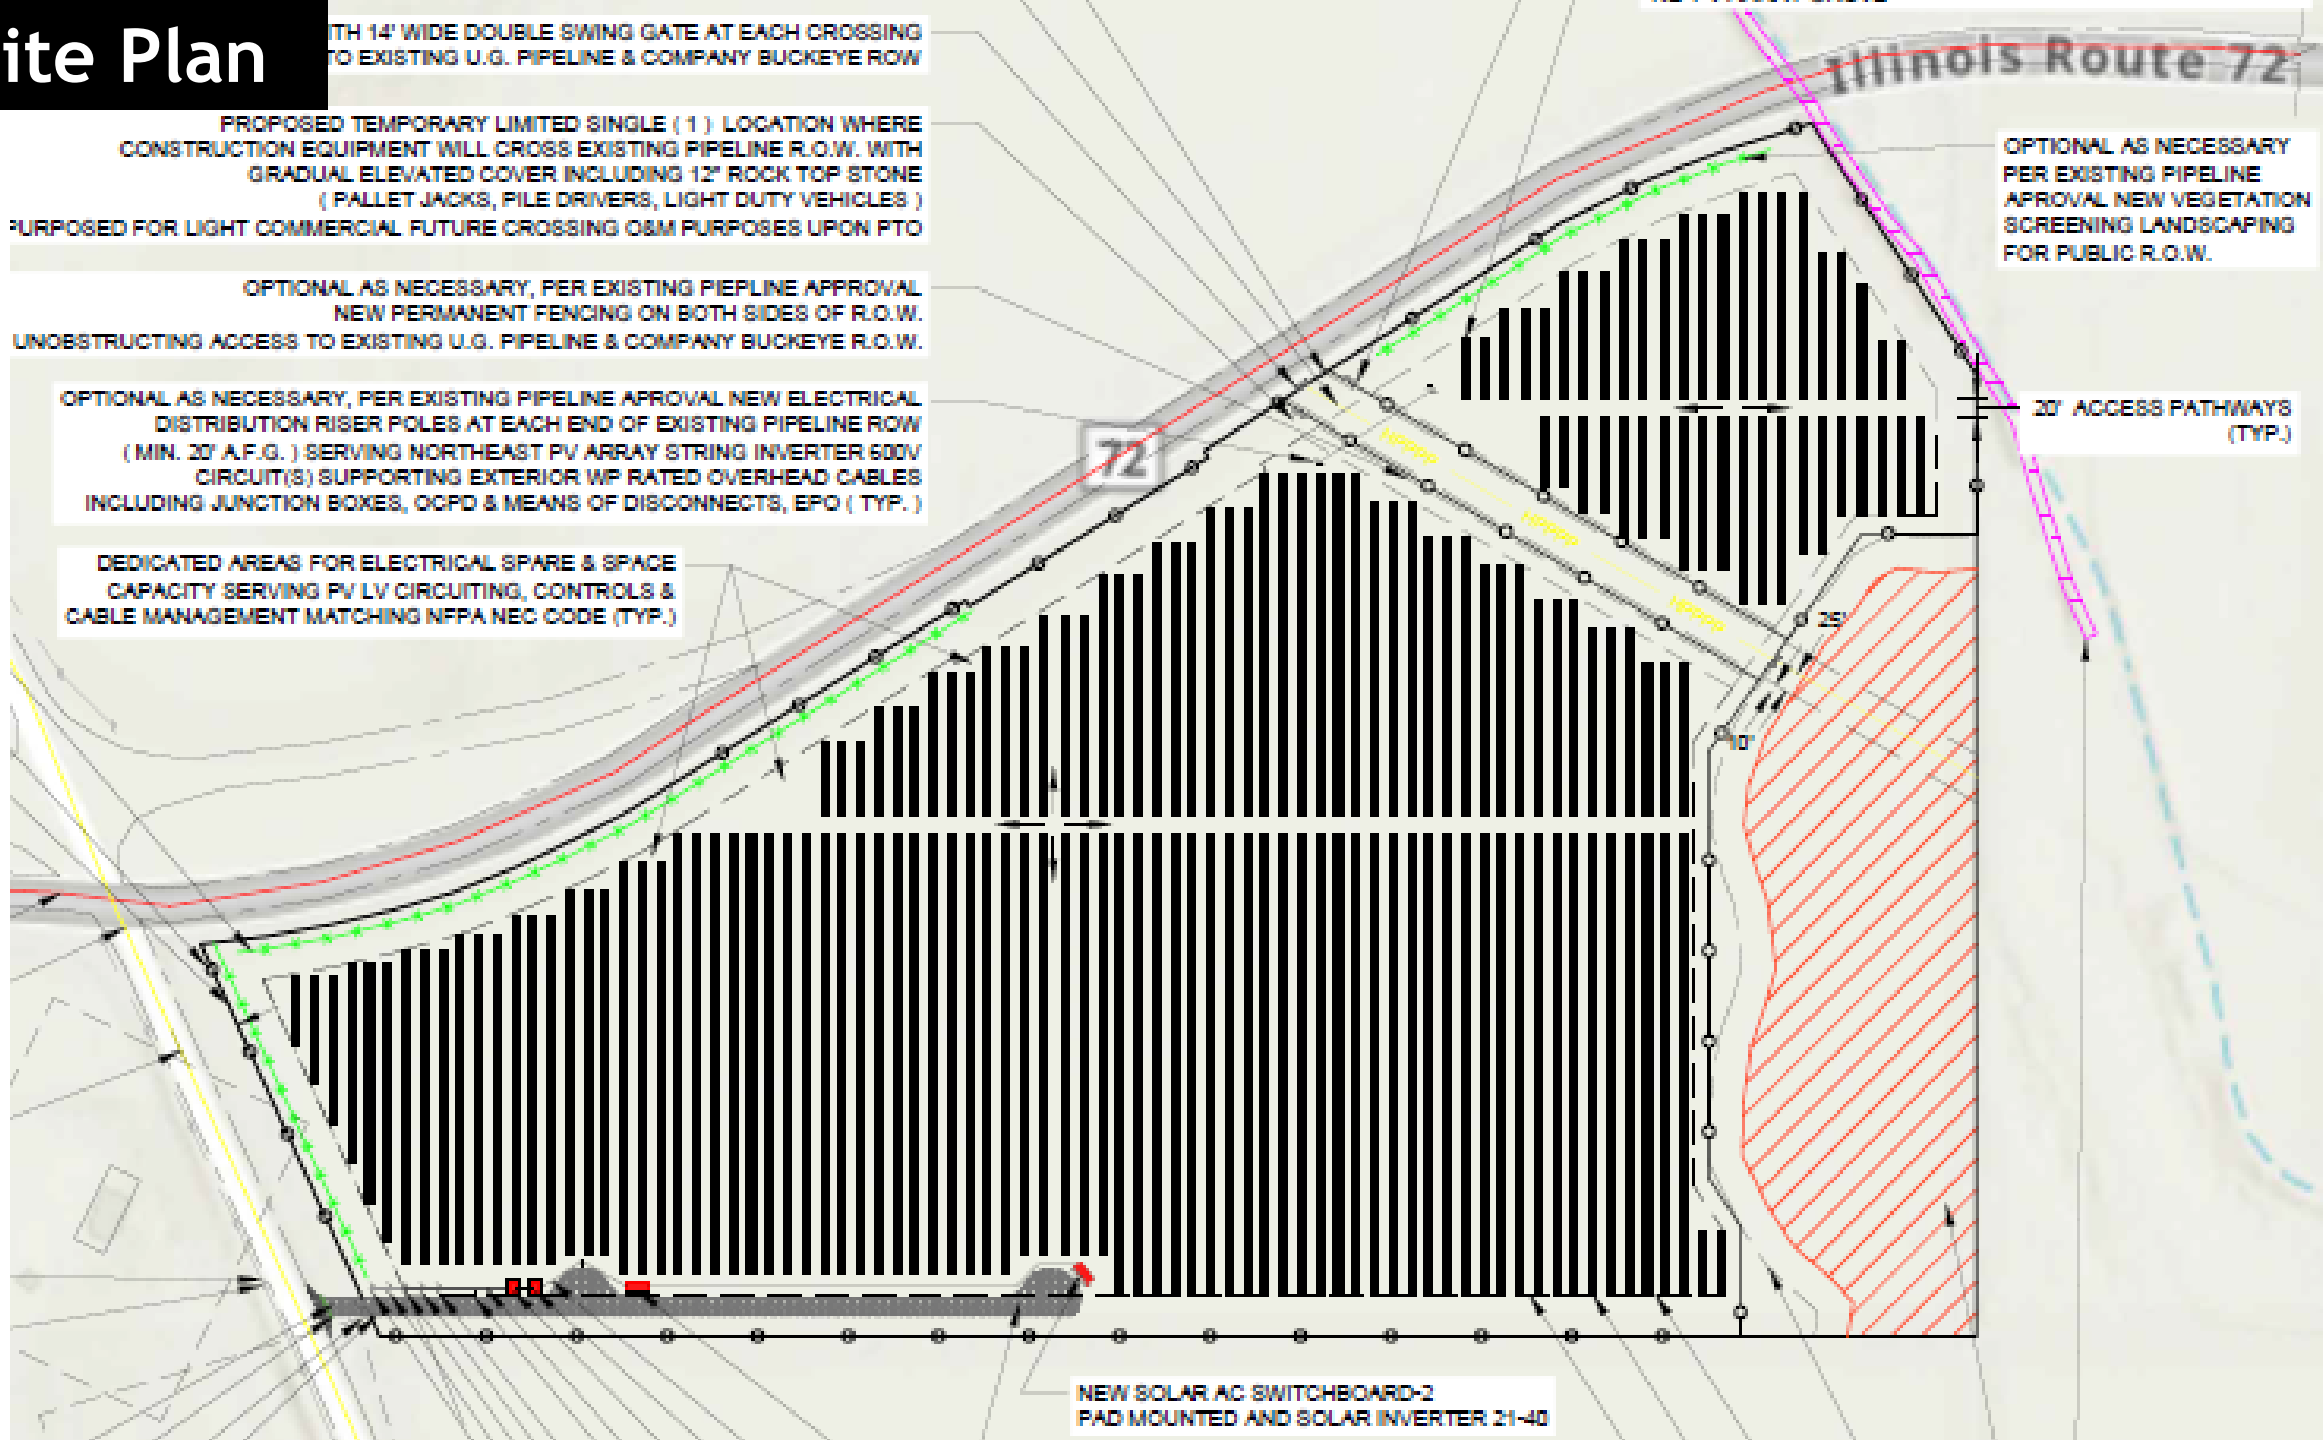 ite Plan
ITH 14' WIDE DOUBLE SWING GATE AT EACH CROSSING
TO EXISTING U.G. PIPELINE & COMPANY BUCKEYE ROW
PROPOSED TEMPORARY LIMITED SINGLE ( 1 ) LOCATION WHERE
CONSTRUCTION EQUIPMENT WILL CROSS EXISTING PIPELINE R.O.W. WITH
GRADUAL ELEVATED COVER INCLUDING 12" ROCK TOP STONE
( PALLET JACKS, PILE DRIVERS, LIGHT DUTY VEHICLES )
PURPOSED FOR LIGHT COMMERCIAL FUTURE CROSSING O&M PURPOSES UPON PTO
OPTIONAL AS NECESSARY, PER EXISTING PIEPLINE APPROVAL
NEW PERMANENT FENCING ON BOTH SIDES OF R.O.W.
UNOBSTRUCTING ACCESS TO EXISTING U.G. PIPELINE & COMPANY BUCKEYE R.O.W.
OPTIONAL AS NECESSARY, PER EXISTING PIPELINE APROVAL NEW ELECTRICAL
DISTRIBUTION RISER POLES AT EACH END OF EXISTING PIPELINE ROW
( MIN. 20' A.F.G. ) SERVING NORTHEAST PV ARRAY STRING INVERTER 600V
CIRCUIT(S) SUPPORTING EXTERIOR WP RATED OVERHEAD CABLES
INCLUDING JUNCTION BOXES, OCPD & MEANS OF DISCONNECTS, EPO ( TYP. )
DEDICATED AREAS FOR ELECTRICAL SPARE & SPACE
CAPACITY SERVING PV LV CIRCUITING, CONTROLS &
CABLE MANAGEMENT MATCHING NFPA NEC CODE (TYP.)
Illinois Route 72
OPTIONAL AS NECESSARY
PER EXISTING PIPELINE
APROVAL NEW VEGETATION
SCREENING LANDSCAPING
FOR PUBLIC R.O.W.
20' ACCESS PATHWAYS
(TYP.)
72
HPPPP
HPPPP
HPPPP
25'
10'
NEW SOLAR AC SWITCHBOARD-2
PAD MOUNTED AND SOLAR INVERTER 21-40